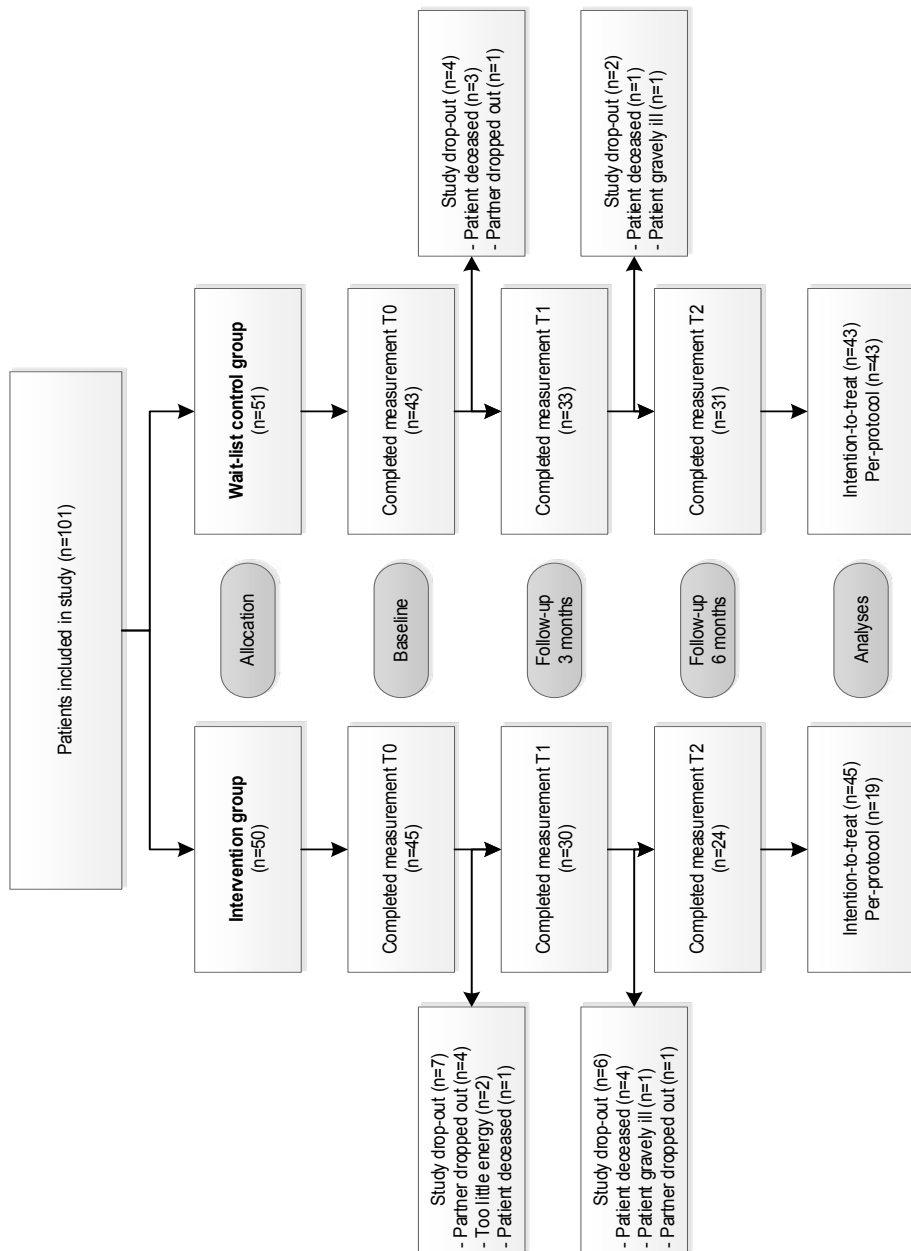 Patients included in study (n=101)
Intervention group
(n=50)
Allocation
Wait-list control group
(n=51)
Completed measurement T0
(n=45)
Baseline
Completed measurement T0
(n=43)
Study drop-out (n=7)
- Partner dropped out (n=4)
- Too little energy (n=2)
- Patient deceased (n=1)
Study drop-out (n=4)
- Patient deceased (n=3)
- Partner dropped out (n=1)
Completed measurement T1
(n=30)
Follow-up
3 months
Completed measurement T1
(n=33)
Study drop-out (n=6)
- Patient deceased (n=4)
- Patient gravely ill (n=1)
- Partner dropped out (n=1)
Study drop-out (n=2)
- Patient deceased (n=1)
- Patient gravely ill (n=1)
Completed measurement T2
(n=24)
Follow-up
6 months
Completed measurement T2
(n=31)
Intention-to-treat (n=45)
Per-protocol (n=19)
Analyses
Intention-to-treat (n=43)
Per-protocol (n=43)